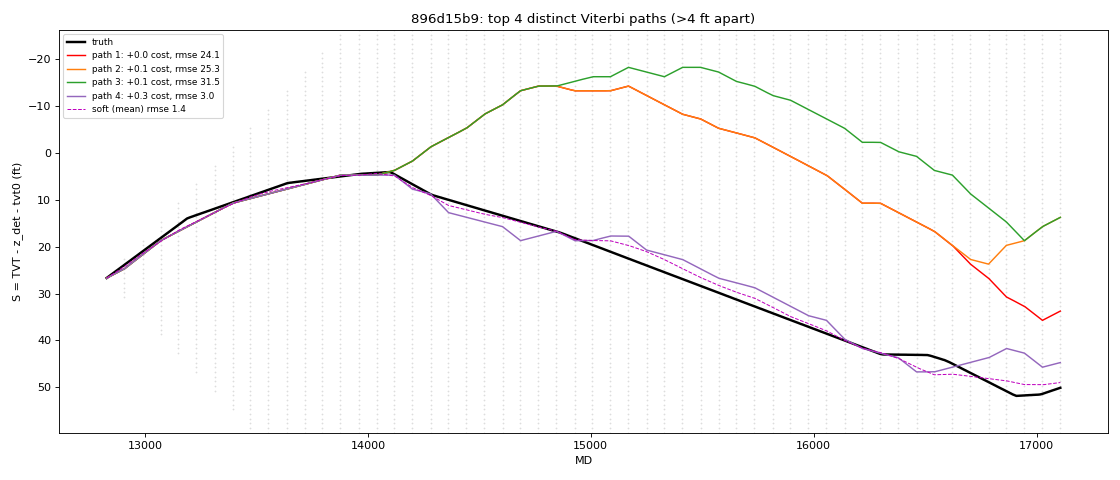 896d15b9: top 4 distinct Viterbi paths (>4 ft apart)
truth
path 1: +0.0 cost, rmse 24.1
path 2: +0.1 cost, rmse 25.3
path 3: +0.1 cost, rmse 31.5
path 4: +0.3 cost, rmse 3.0
soft (mean) rmse 1.4
S = TVT - z_det - tvt0 (ft)
−20
−10
0
10
20
30
40
50
13000 14000 15000 16000 17000
MD